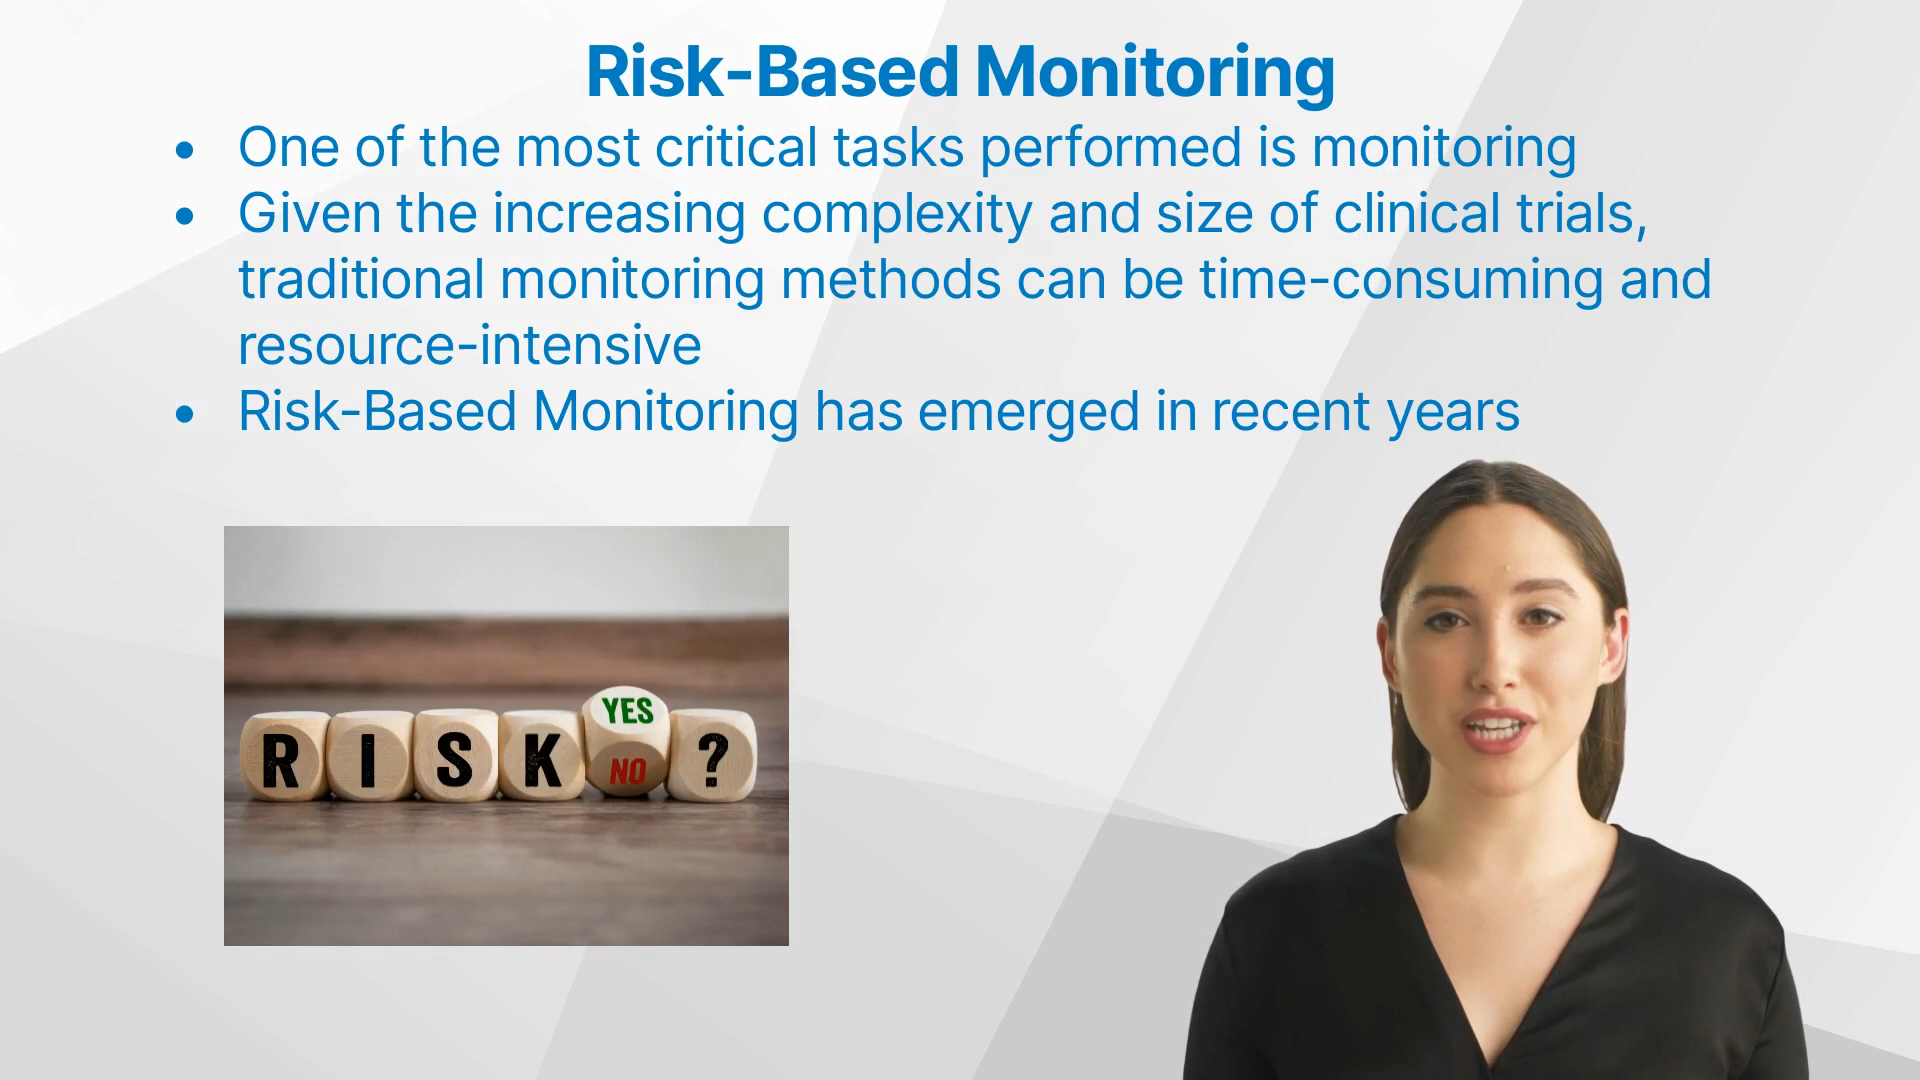 Risk-Based Monitoring
• One of the most critical tasks performed is monitoring
• Given the increasing complexity and size of clinical trials,
traditional monitoring methods can be time-consuming and
resource-intensive
• Risk-Based Monitoring has emerged in recent years
YES
RISK NO ?